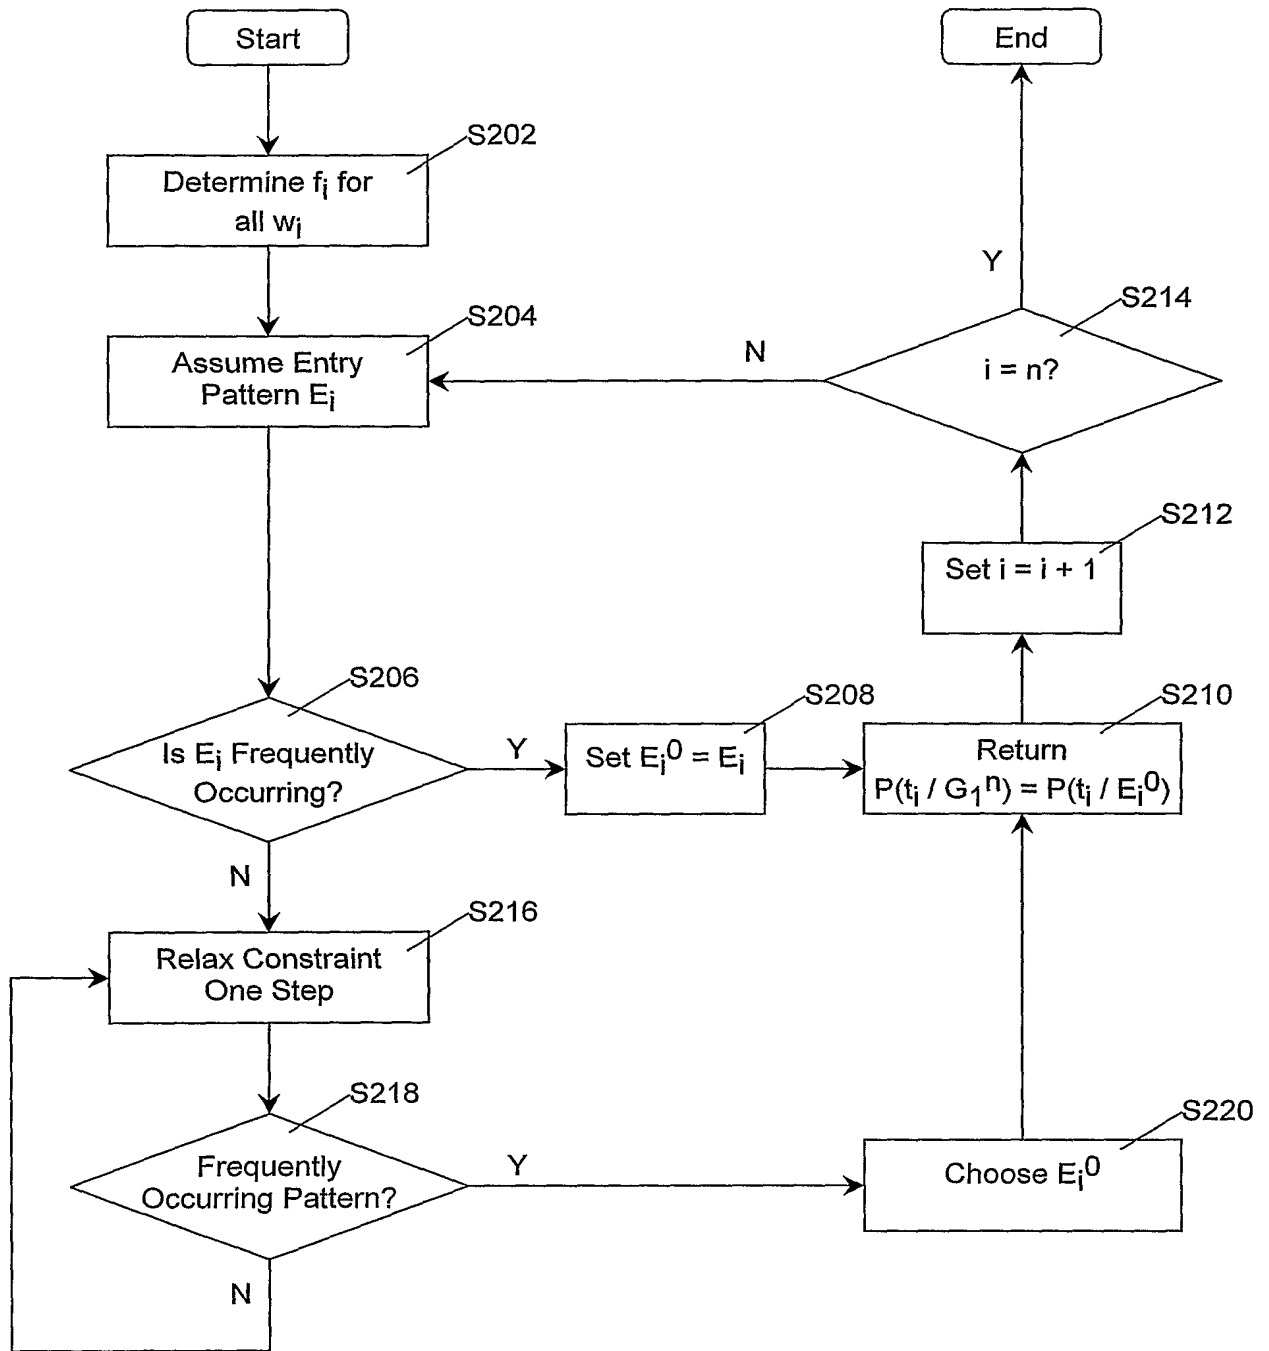 Start
End
S202
Determine fi for
all wi
S204
Assume Entry
Pattern Ei
N
Y
S214
i = n?
S212
Set i = i + 1
S206
Is Ei Frequently
Occurring?
Y
S208
Set Ei0 = Ei
S210
Return
P(ti / G1n) = P(ti / Ei0)
N
S216
Relax Constraint
One Step
S218
Frequently
Occurring Pattern?
Y
S220
Choose Ei0
N